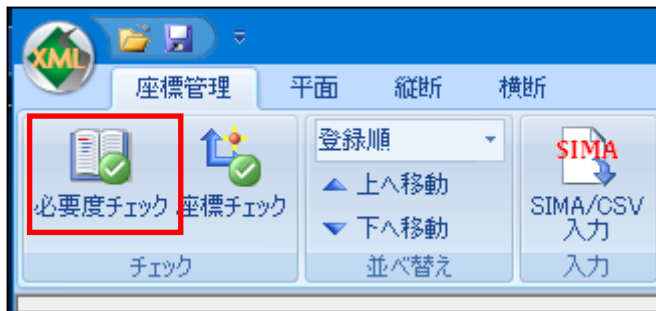 XML
座標管理 平面 縦断 横断
必要度チェック 座標チェック
登録順
上へ移動
下へ移動
SIMA
SIMA/CSV
入力
チェック 並べ替え 入力